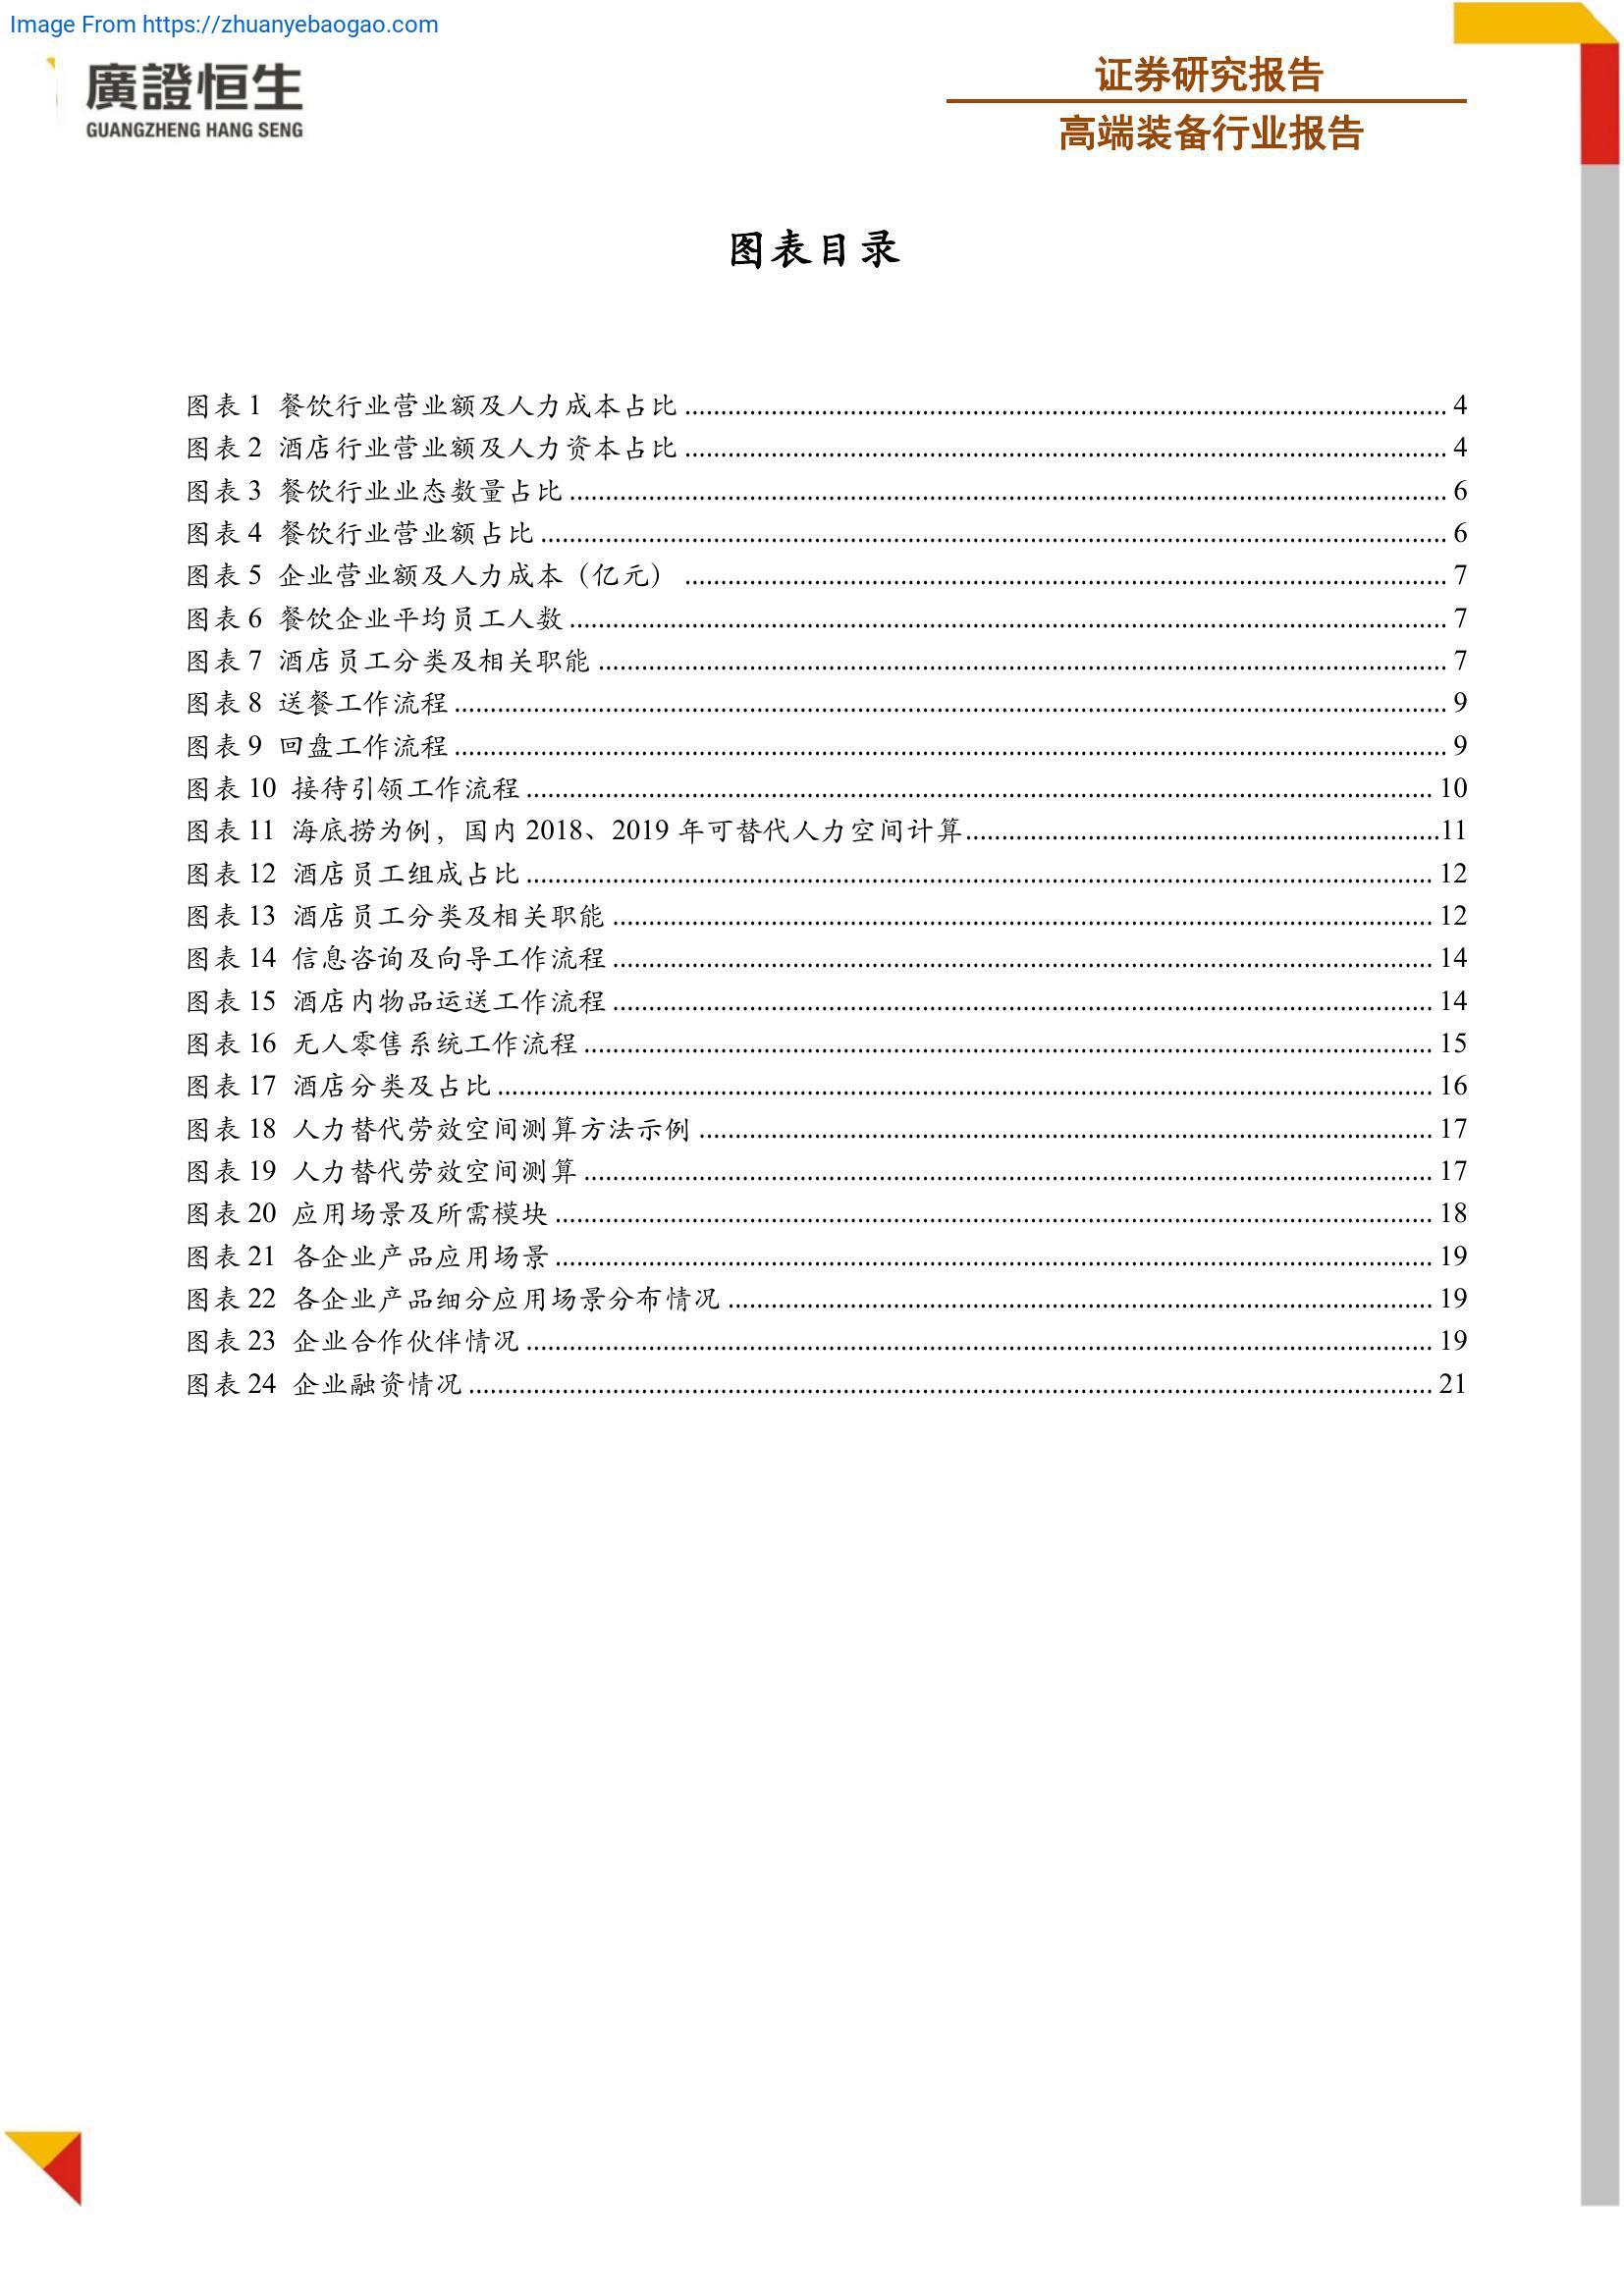 Image From https://zhuanyebaogao.com
廣證恒生
GUANGZHENG HANG SENG
证券研究报告
高端装备行业报告
图表目录
图表 1 餐饮行业营业额及人力成本占比 4
图表 2 酒店行业营业额及人力资本占比 4
图表 3 餐饮行业业态数量占比 6
图表 4 餐饮行业营业额占比 6
图表 5 企业营业额及人力成本（亿元） 7
图表 6 餐饮企业平均员工人数 7
图表 7 酒店员工分类及相关职能 7
图表 8 送餐工作流程 9
图表 9 回盘工作流程 9
图表 10 接待引领工作流程 10
图表 11 海底捞为例，国内 2018、2019 年可替代人力空间计算 11
图表 12 酒店员工组成占比 12
图表 13 酒店员工分类及相关职能 12
图表 14 信息咨询及向导工作流程 14
图表 15 酒店内物品运送工作流程 14
图表 16 无人零售系统工作流程 15
图表 17 酒店分类及占比 16
图表 18 人力替代劳效空间测算方法示例 17
图表 19 人力替代劳效空间测算 17
图表 20 应用场景及所需模块 18
图表 21 各企业产品应用场景 19
图表 22 各企业产品细分应用场景分布情况 19
图表 23 企业合作伙伴情况 19
图表 24 企业融资情况 21